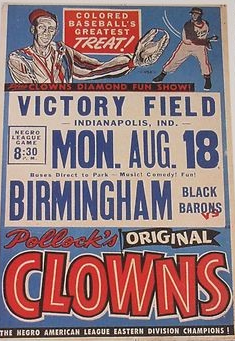 COLORED
BASEBALL'S
GREATEST
TREAT!
CLOWNS DIAMOND FUN SHOW!
VICTORY FIELD
INDIANAPOLIS, IND.
NEGRO
LEAGUE
GAME
8:30
P. M.
MON. AUG. 18
Buses Direct to Park — Music! Comedy! Fun!
BIRMINGHAM
BLACK
BARONS
VS
Pollock's ORIGINAL
CLOWNS
THE NEGRO AMERICAN LEAGUE EASTERN DIVISION CHAMPIONS!